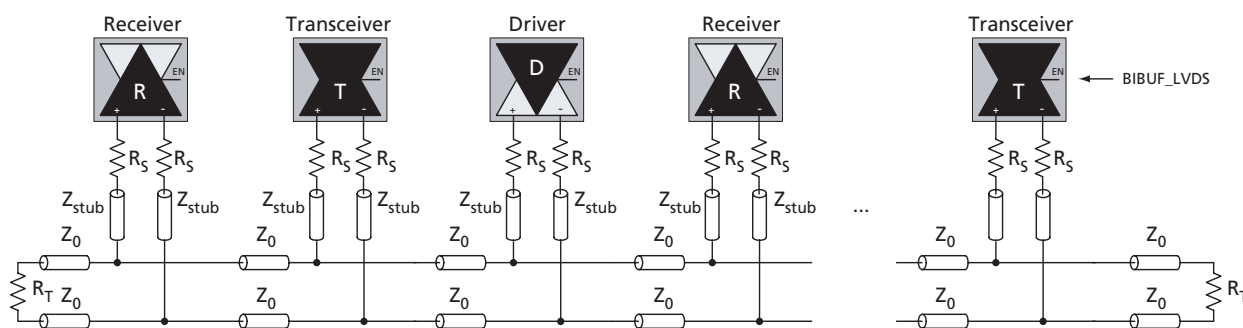 Receiver Transceiver Driver Receiver Transceiver
EN EN D EN EN EN BIBUF_LVDS
R T R T
+ - + - + - + - + -
R_S R_S R_S R_S R_S R_S R_S R_S R_S R_S
Z_stub Z_stub Z_stub Z_stub Z_stub Z_stub Z_stub Z_stub ...
Z_0 Z_0 Z_0 Z_0 Z_0 Z_0
R_T R_T
Z_0 Z_0 Z_0 Z_0 Z_0 Z_0